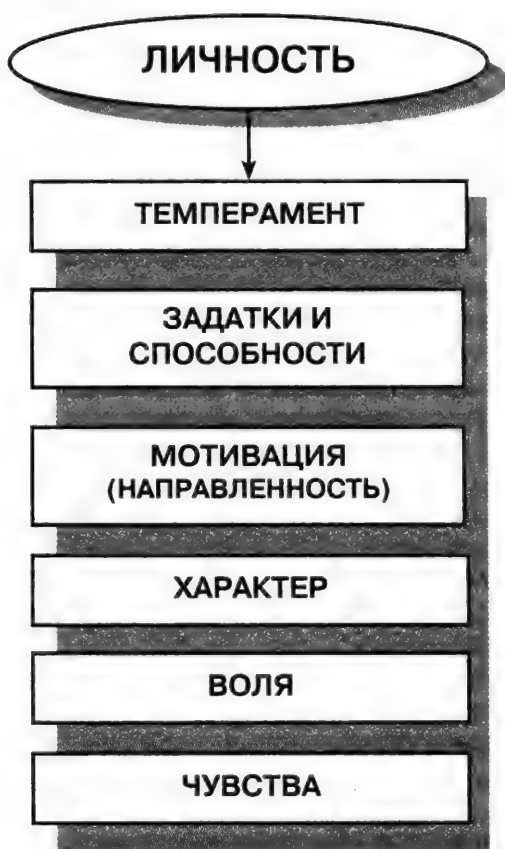 ЛИЧНОСТЬ
ТЕМПЕРАМЕНТ
ЗАДАТКИ И
СПОСОБНОСТИ
МОТИВАЦИЯ
(НАПРАВЛЕННОСТЬ)
ХАРАКТЕР
ВОЛЯ
ЧУВСТВА